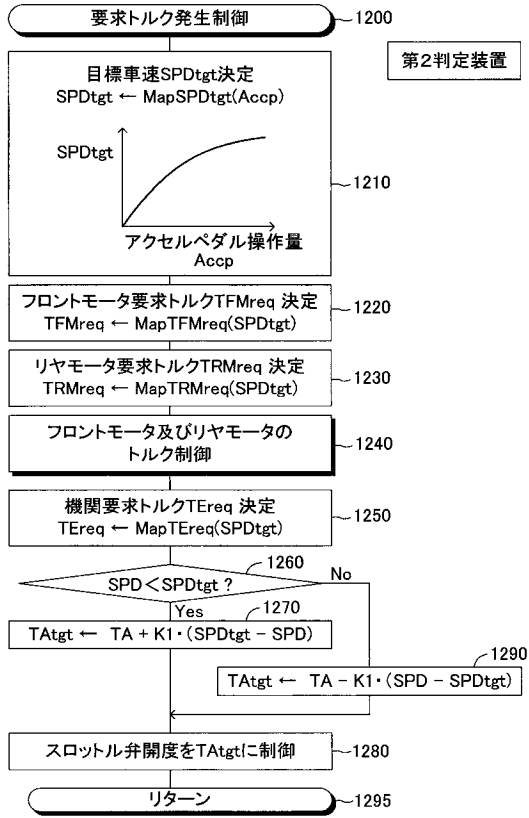 要求トルク発生制御
1200
第2判定装置
目標車速SPDtgt決定
SPDtgt ← MapSPDtgt(Accp)
SPDtgt
アクセルペダル操作量
Accp
1210
フロントモータ要求トルクTFMreq 決定
TFMreq ← MapTFMreq(SPDtgt)
1220
リヤモータ要求トルクTRMreq 決定
TRMreq ← MapTRMreq(SPDtgt)
1230
フロントモータ及びリヤモータの
トルク制御
1240
機関要求トルクTEreq 決定
TEreq ← MapTEreq(SPDtgt)
1250
1260
SPD<SPDtgt ?
No
Yes
1270
TAtgt ← TA + K1・(SPDtgt − SPD)
1290
TAtgt ← TA − K1・(SPD − SPDtgt)
スロットル弁開度をTAtgtに制御
1280
リターン
1295